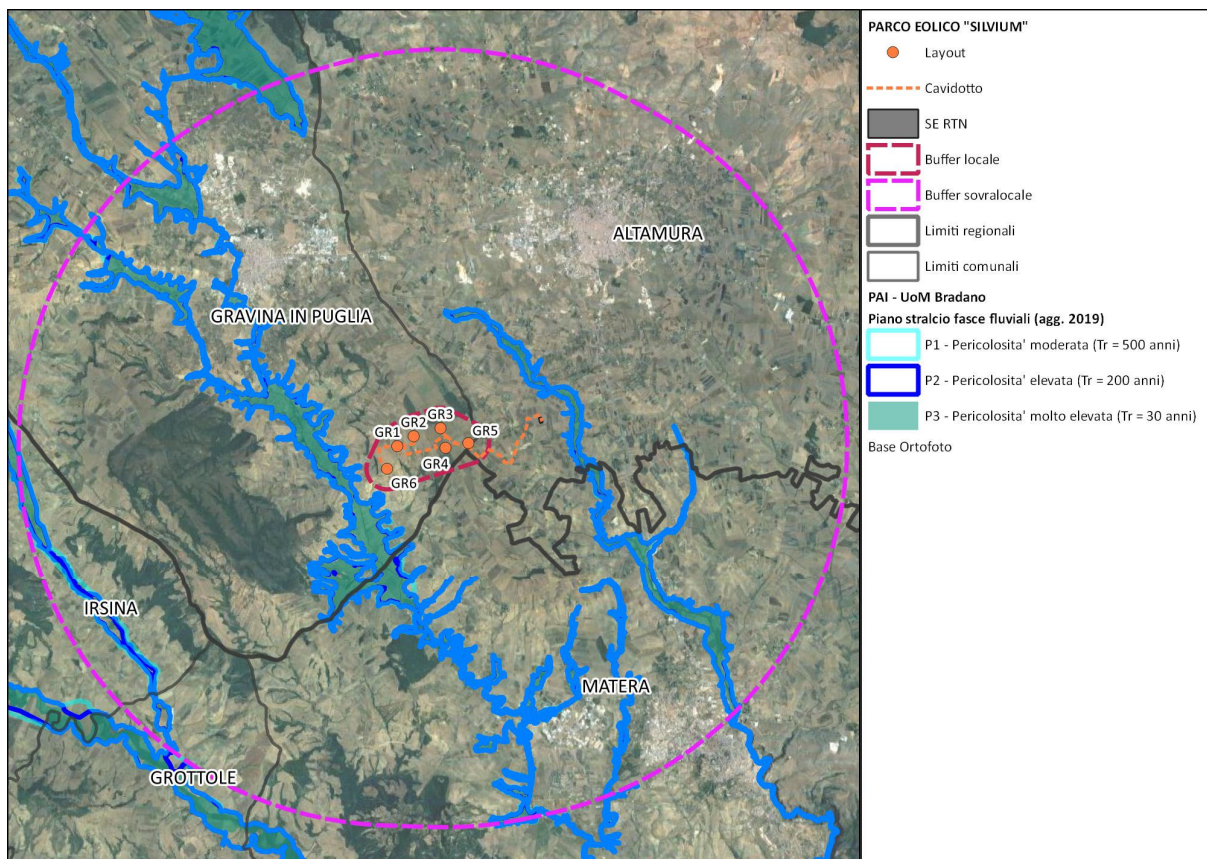 ALTAMURA
GRAVINA IN PUGLIA
GR3
GR2
GR1
GR5
GR4
GR6
IRSINA
MATERA
GROTTOLE
PARCO EOLICO "SILVIUM"
Layout
Cavidotto
SE RTN
Buffer locale
Buffer sovralocale
Limiti regionali
Limiti comunali
PAI - UoM Bradano
Piano stralcio fasce fluviali (agg. 2019)
P1 - Pericolosita' moderata (Tr = 500 anni)
P2 - Pericolosita' elevata (Tr = 200 anni)
P3 - Pericolosita' molto elevata (Tr = 30 anni)
Base Ortofoto